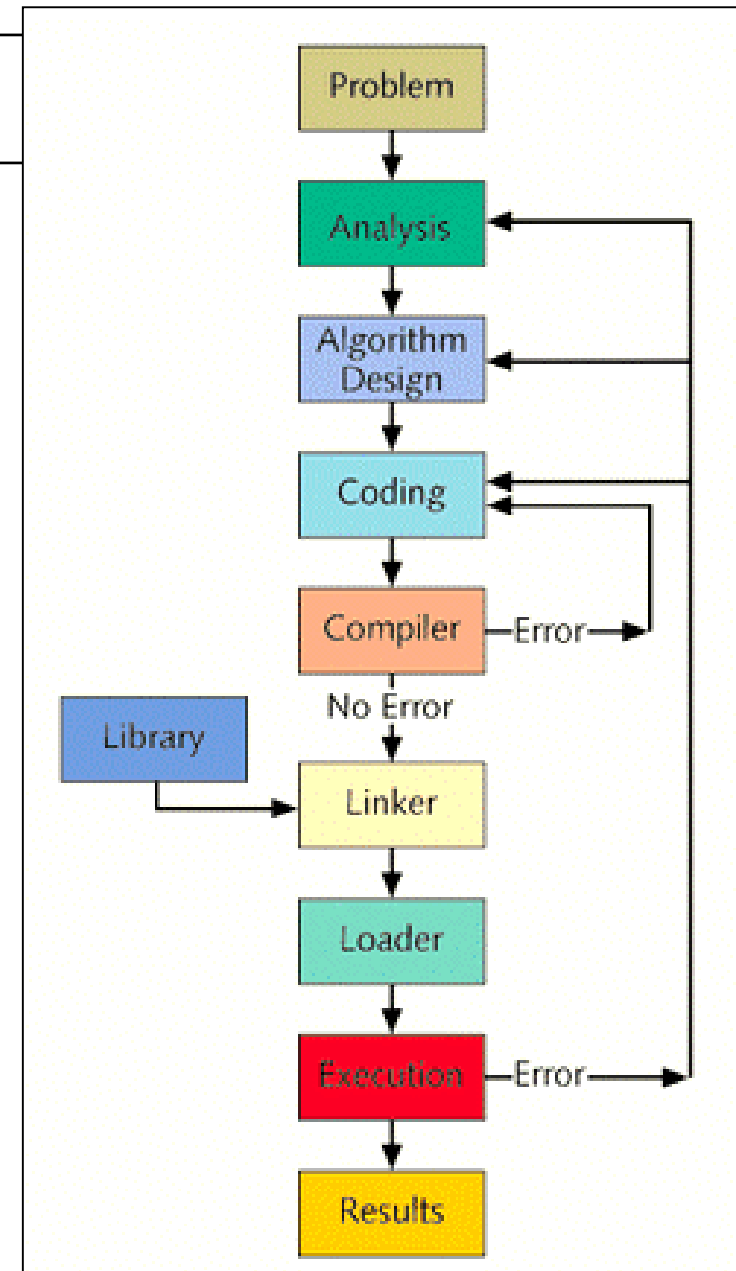 Problem
Analysis
Algorithm
Design
Coding
Compiler
Error
No Error
Library
Linker
Loader
Execution
Error
Results